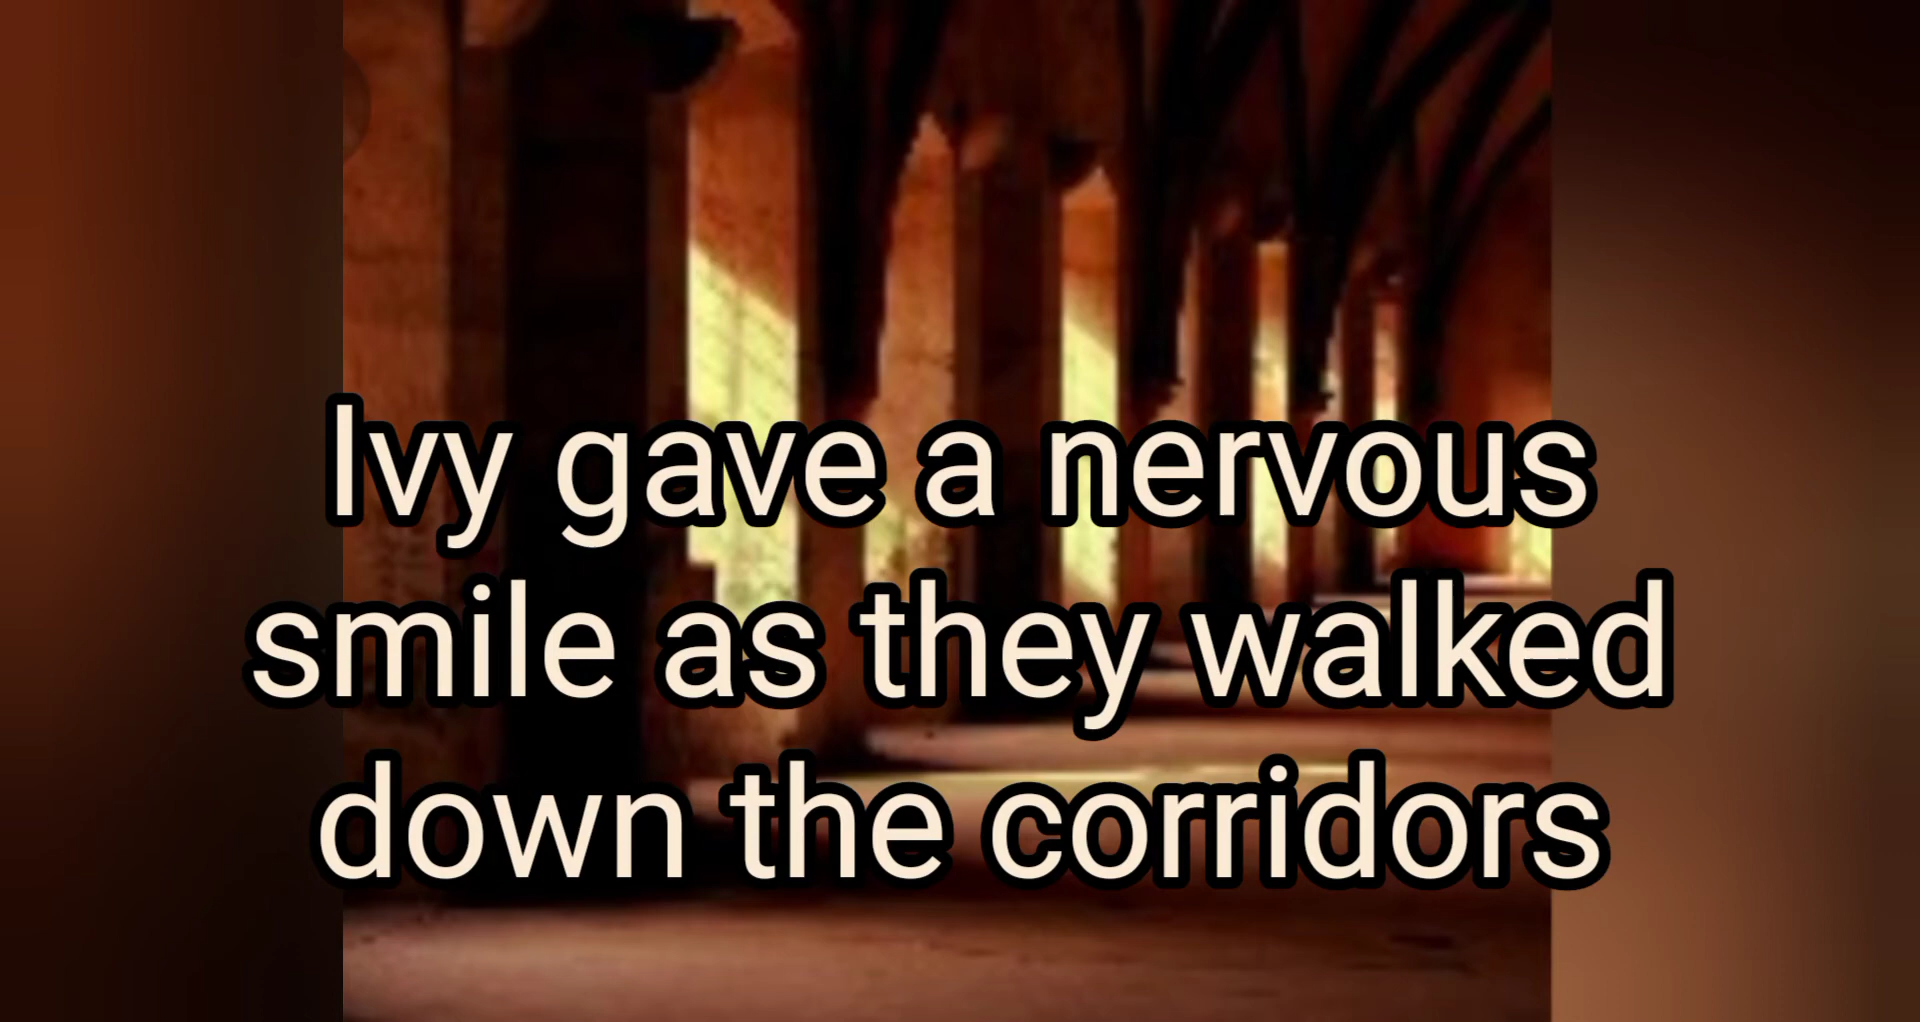 Ivy gave a nervous
smile as they walked
down the corridors